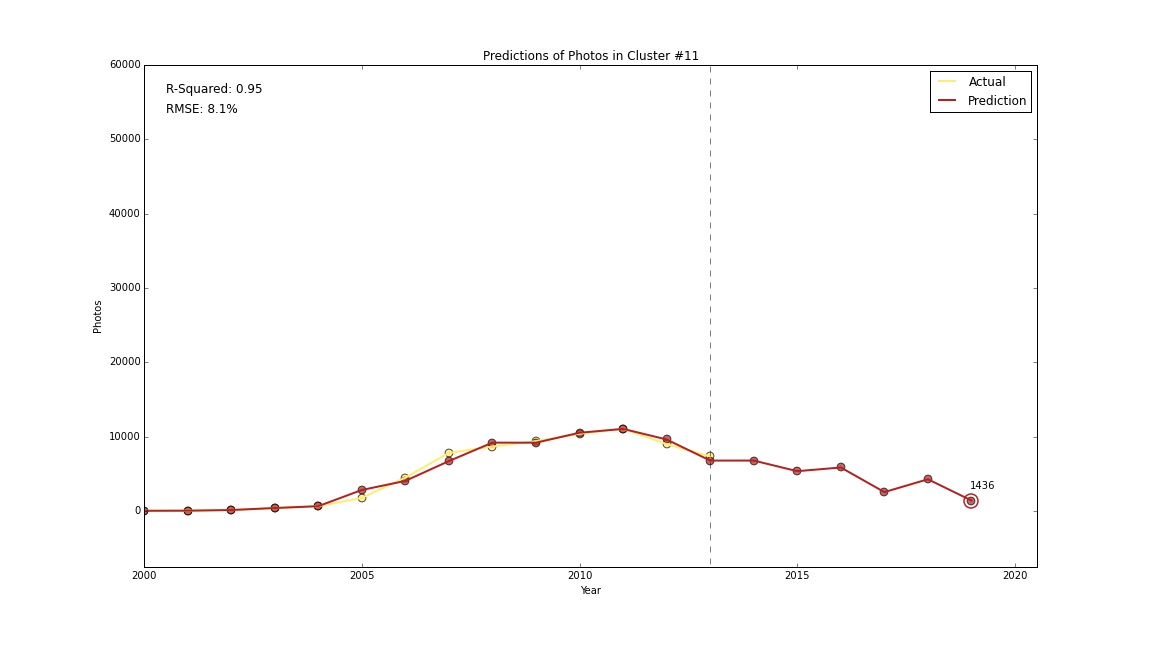 Predictions of Photos in Cluster #11
60000
50000
40000
30000
20000
10000
0
Photos
R-Squared: 0.95
RMSE: 8.1%
Actual
Prediction
1436
2000 2005 2010 2015 2020
Year